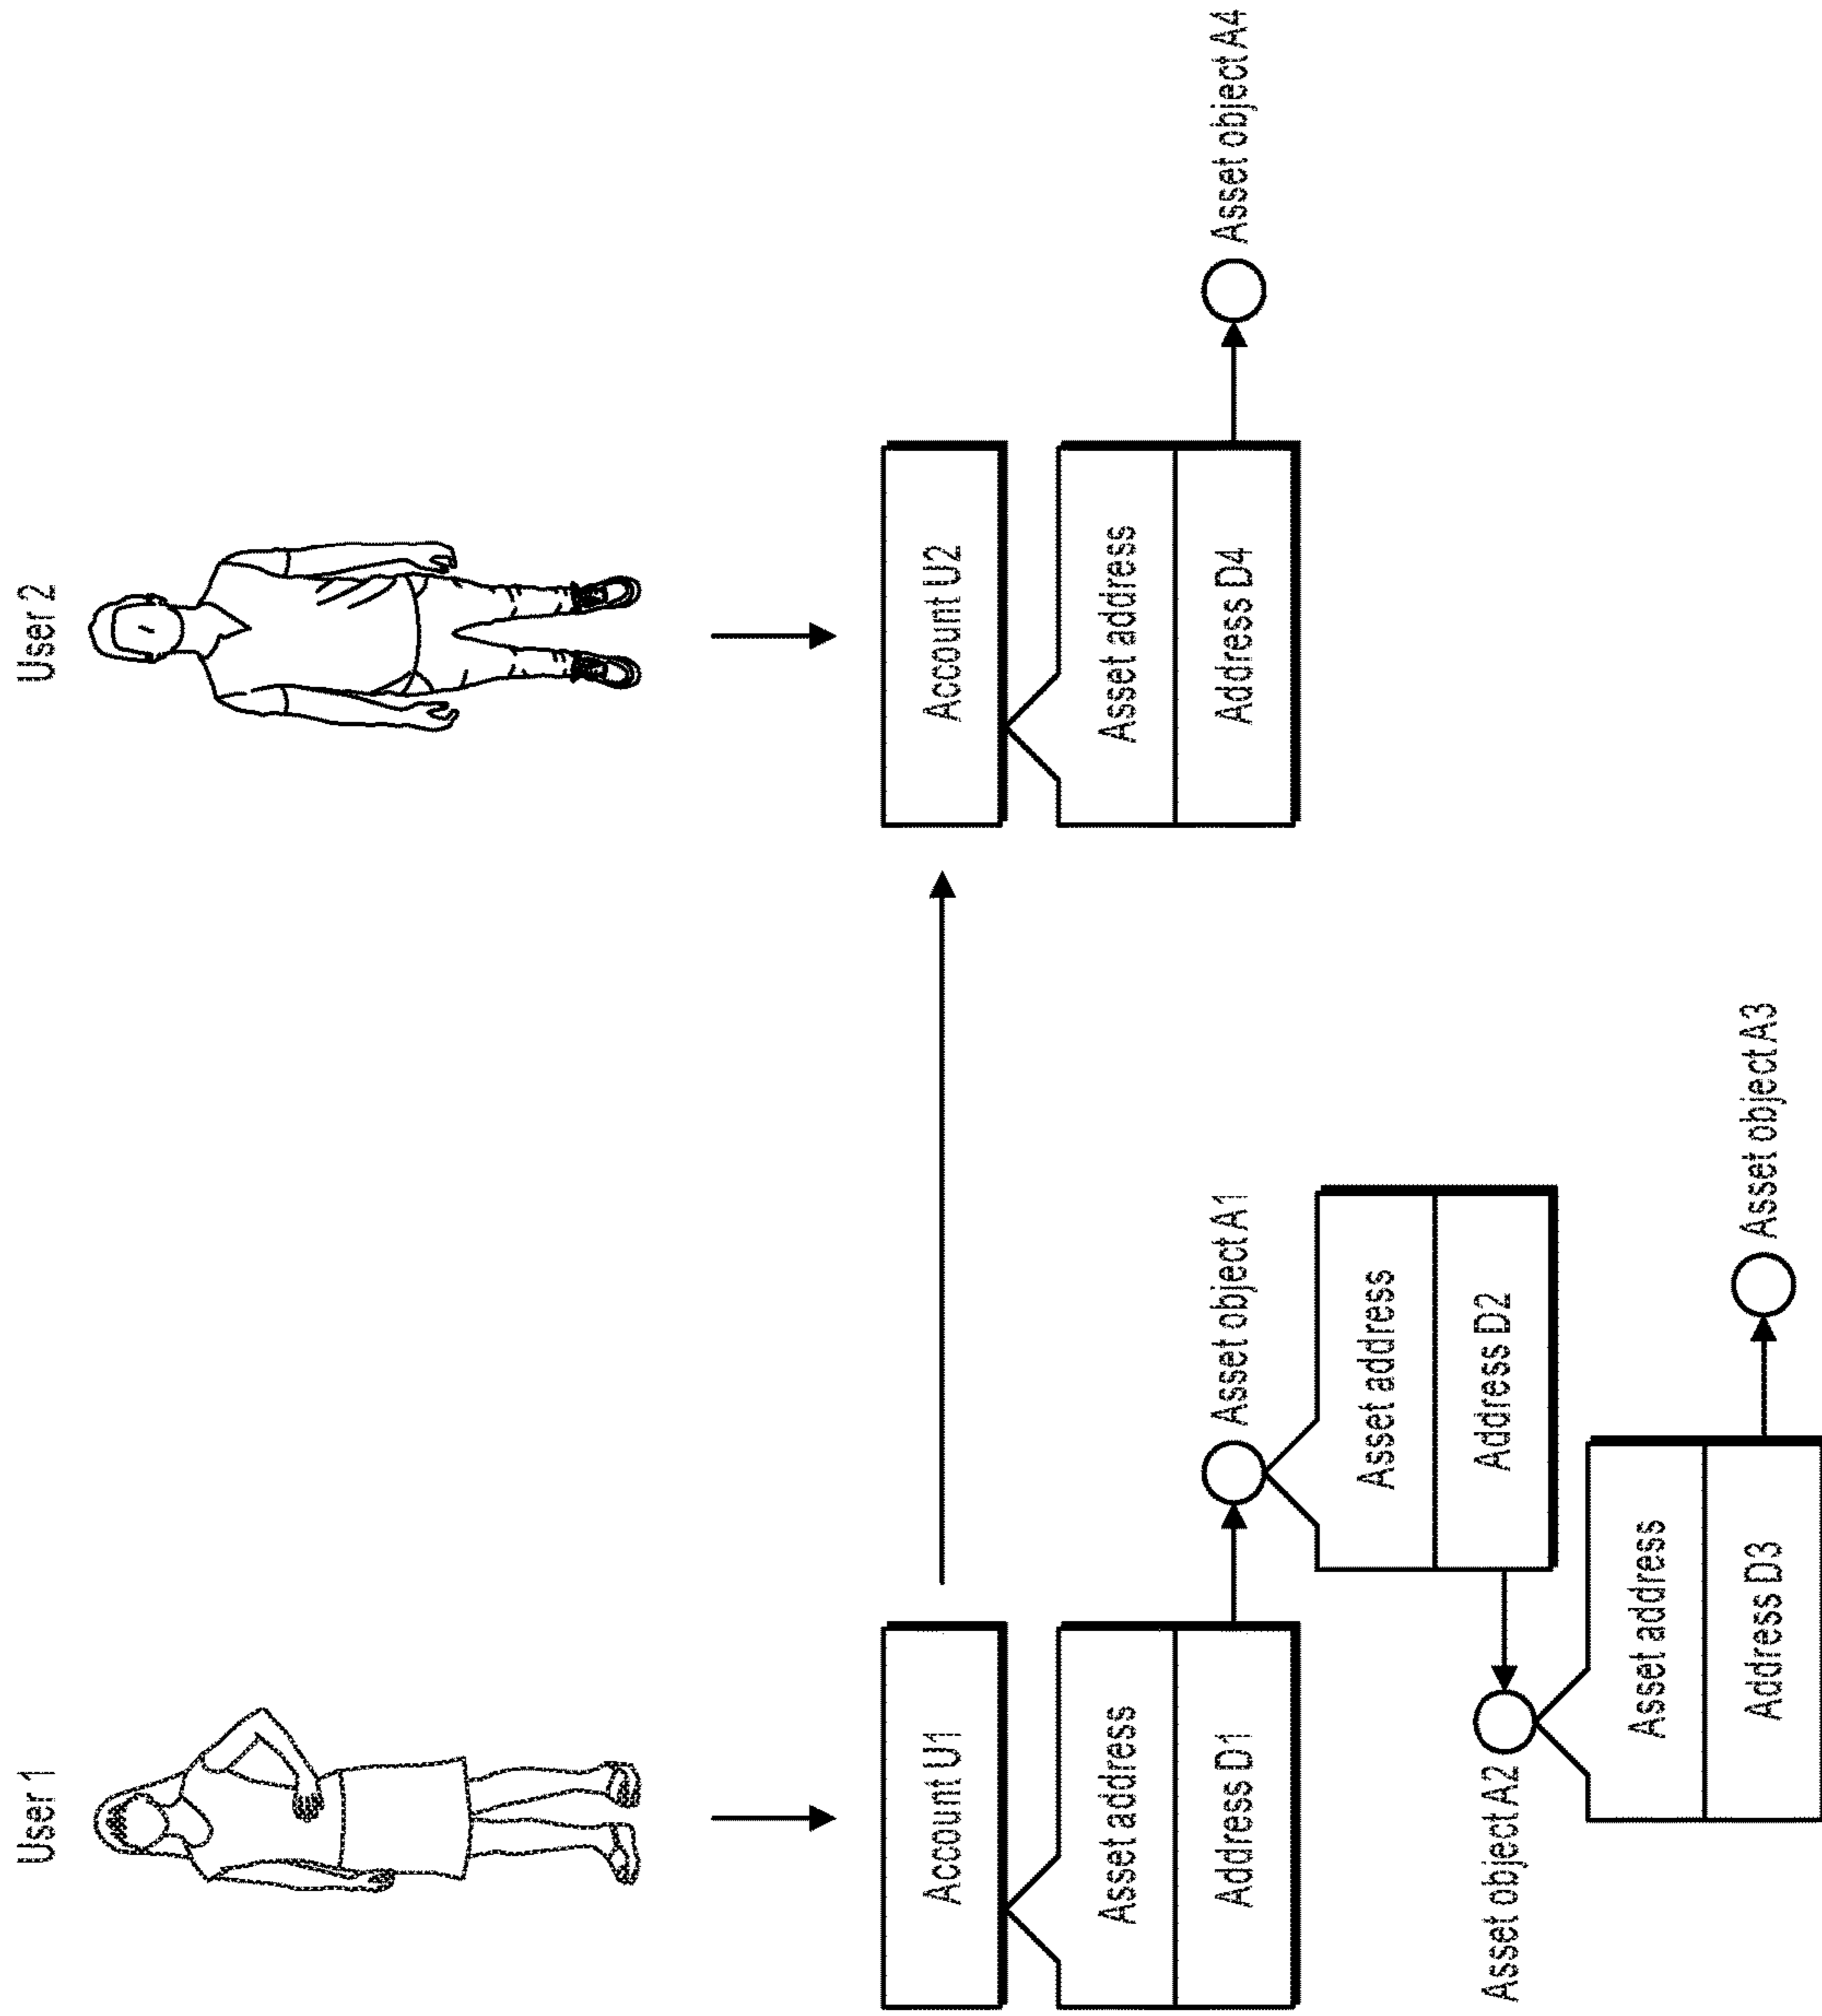 User 1
User 2
Account U1
Account U2
Asset address
Address D1
Asset address
Address D4
Asset object A1
Asset object A4
Asset address
Address D2
Asset object A2
Asset address
Address D3
Asset object A3